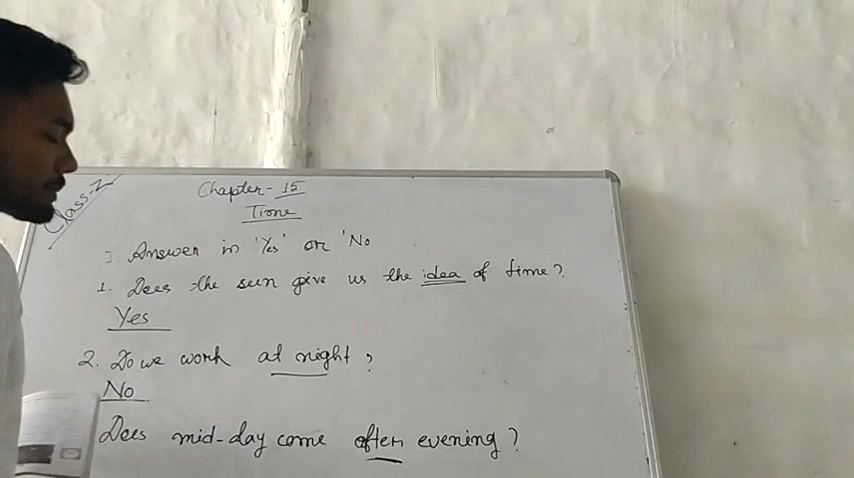 Class-2
Chapter-15
Time
I Answer in 'Yes' or 'No
1. Does the sun give us the idea of time?
Yes
2. Do we work at night?
No
Does mid-day come after evening?